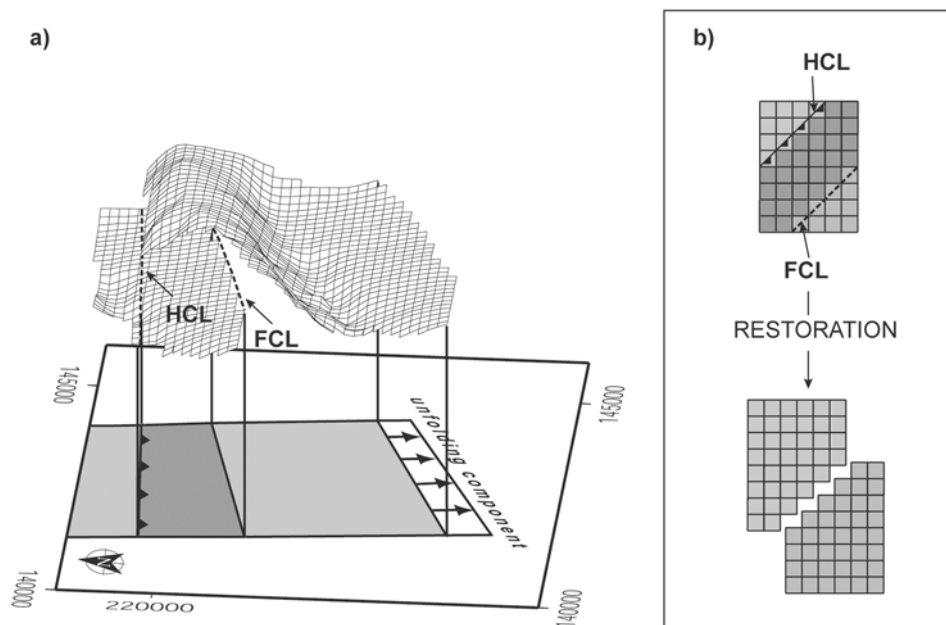 a)
HCL
FCL
145000
145000
unfolding component
140000
220000
140000
b)
HCL
FCL
RESTORATION